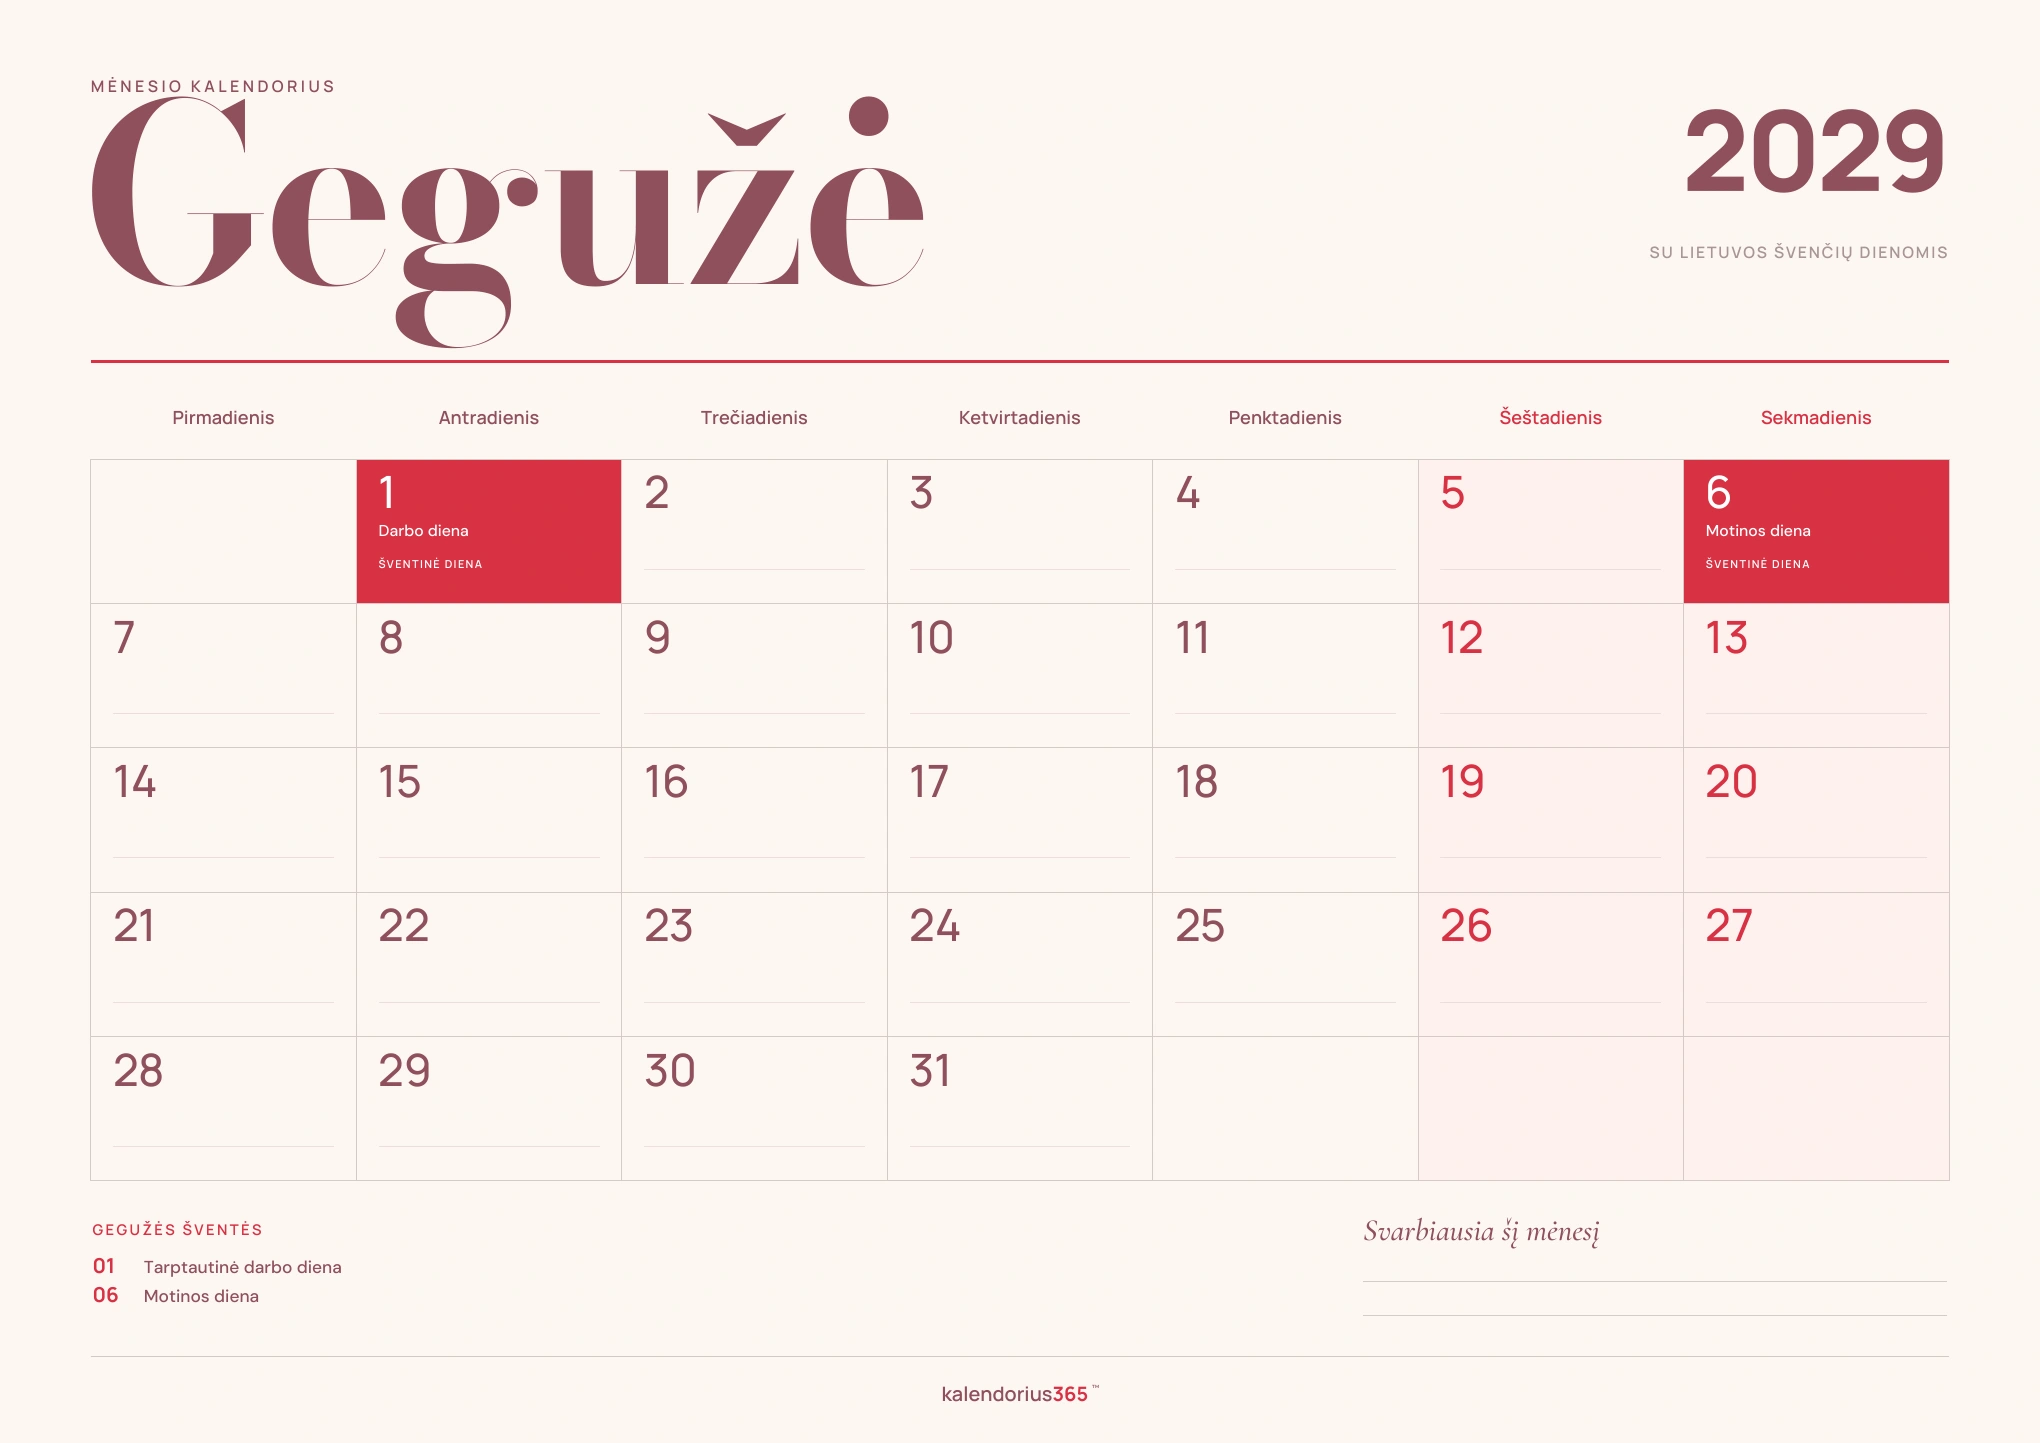 MĖNESIO KALENDORIUS
Gegužė
2029
SU LIETUVOS ŠVENČIŲ DIENOMIS
Pirmadienis Antradienis Trečiadienis Ketvirtadienis Penktadienis Šeštadienis Sekmadienis
1 2 3 4 5 6
Darbo diena Motinos diena
ŠVENTINĖ DIENA ŠVENTINĖ DIENA
7 8 9 10 11 12 13
14 15 16 17 18 19 20
21 22 23 24 25 26 27
28 29 30 31
GEGUŽĖS ŠVENTĖS
01 Tarptautinė darbo diena
06 Motinos diena
Svarbiausia šį mėnesį
kalendorius365 ™